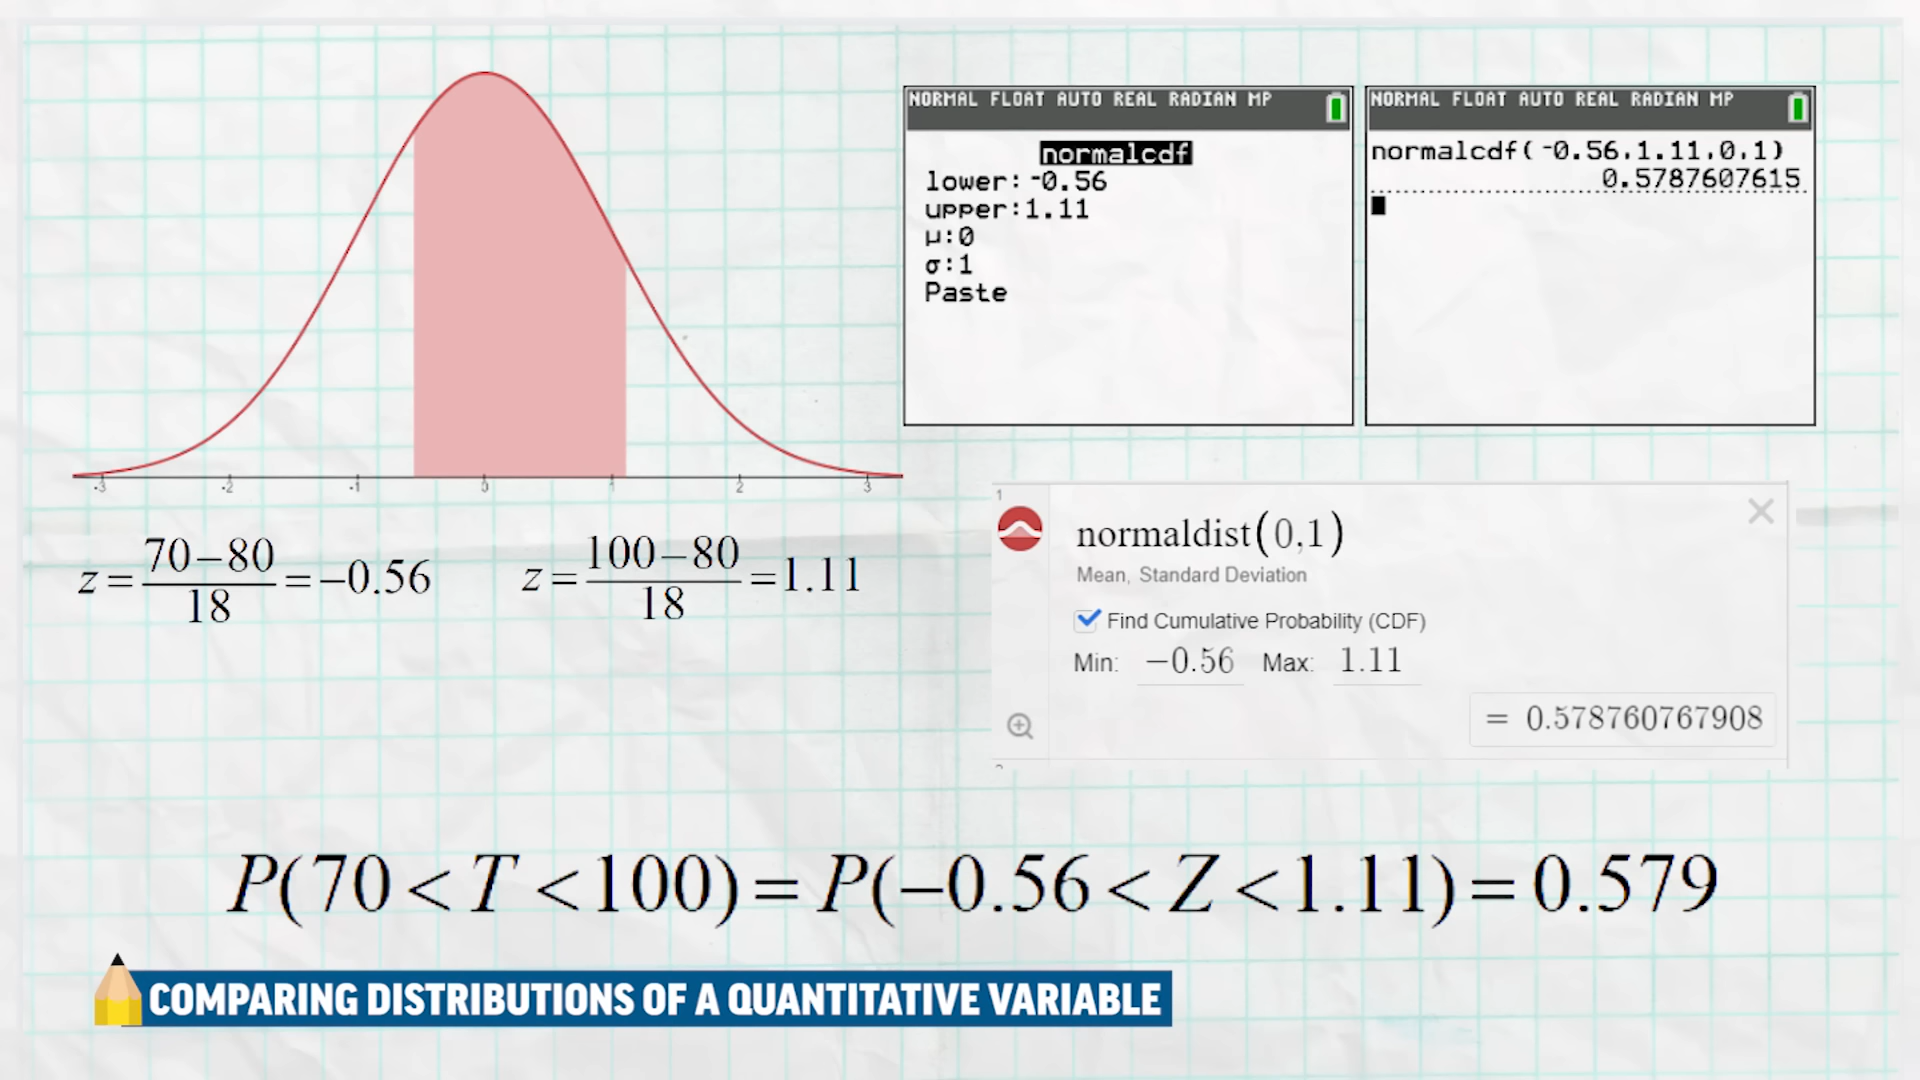 -3 -2 -1 0 1 2 3
z = (70−80)/18 = −0.56
z = (100−80)/18 = 1.11
NORMAL FLOAT AUTO REAL RADIAN MP
normalcdf
lower: -0.56
upper:1.11
μ:0
σ:1
Paste
NORMAL FLOAT AUTO REAL RADIAN MP
normalcdf(-0.56,1.11,0,1)
0.5787607615
1
normaldist(0,1)
Mean, Standard Deviation
Find Cumulative Probability (CDF)
Min: −0.56 Max: 1.11
= 0.578760767908
P(70 < T < 100) = P(−0.56 < Z < 1.11) = 0.579
COMPARING DISTRIBUTIONS OF A QUANTITATIVE VARIABLE